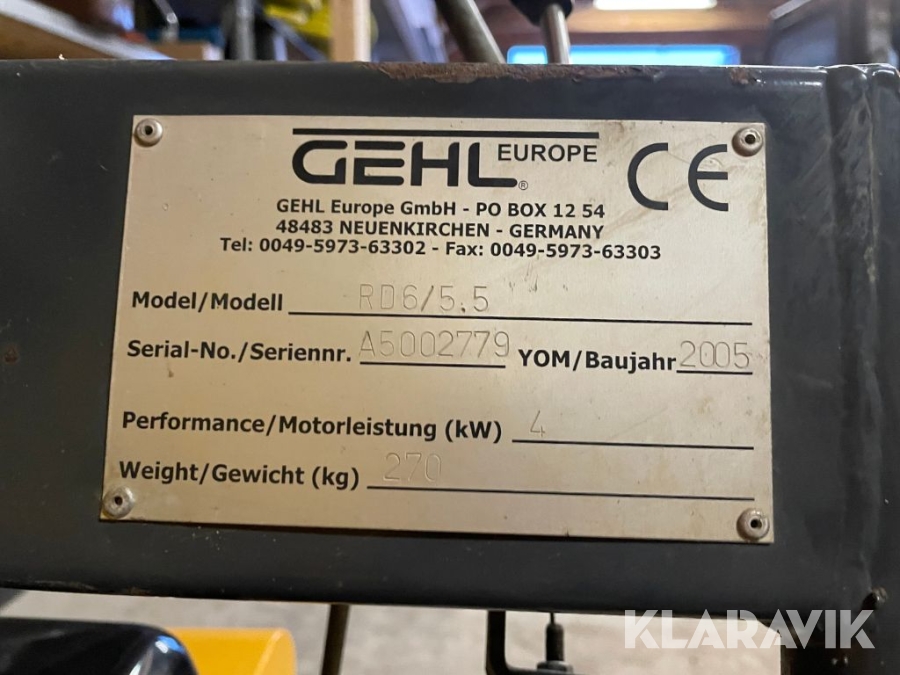 GEHL® EUROPE CE
GEHL Europe GmbH - PO BOX 12 54
48483 NEUENKIRCHEN - GERMANY
Tel: 0049-5973-63302 - Fax: 0049-5973-63303
Model/Modell RD6/5,5
Serial-No./Seriennr. A5002779 YOM/Baujahr 2005
Performance/Motorleistung (kW) 4
Weight/Gewicht (kg) 270
KLARAVIK